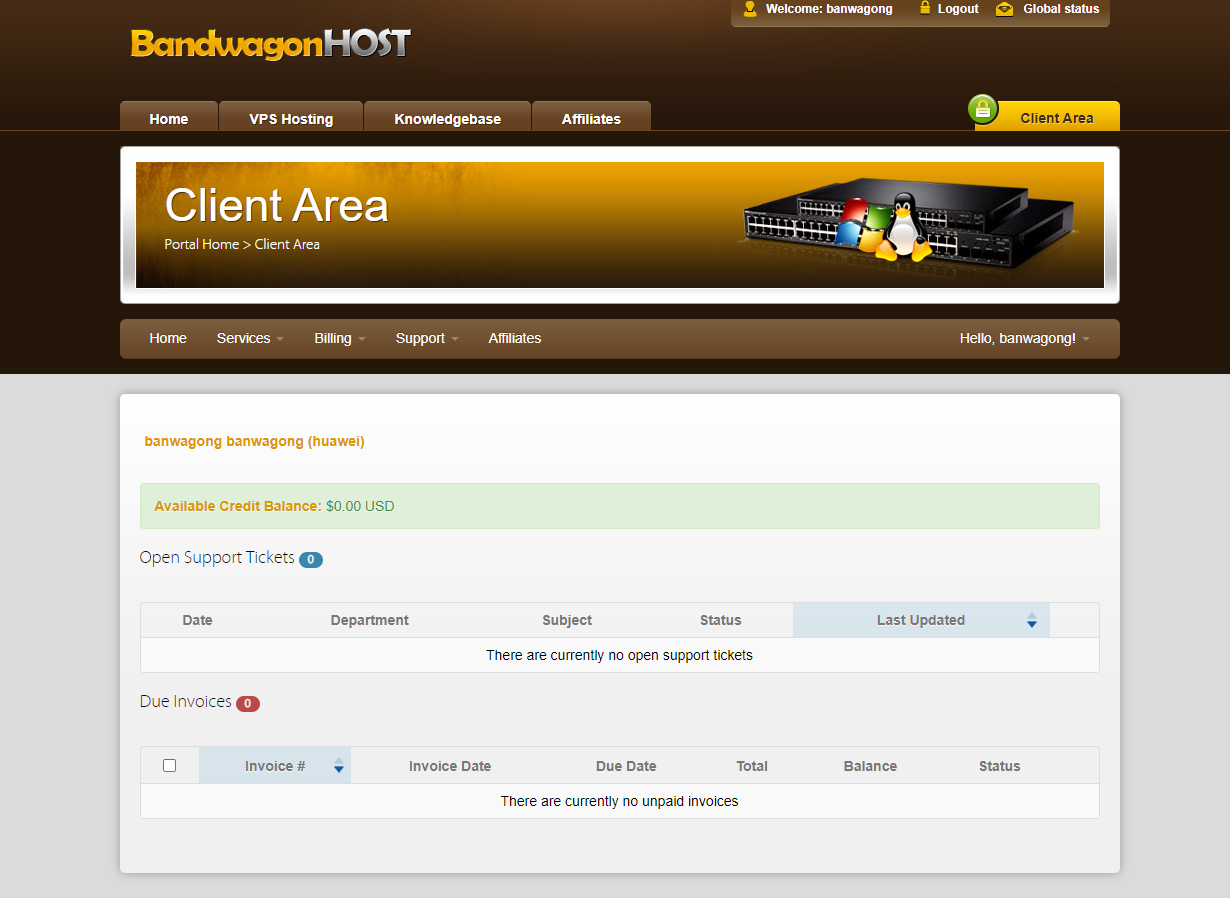 Welcome: banwagong Logout Global status
BandwagonHOST
Home VPS Hosting Knowledgebase Affiliates Client Area
Client Area
Portal Home > Client Area
Home Services Billing Support Affiliates Hello, banwagong!
banwagong banwagong (huawei)
Available Credit Balance: $0.00 USD
Open Support Tickets 0
Date Department Subject Status Last Updated
There are currently no open support tickets
Due Invoices 0
Invoice # Invoice Date Due Date Total Balance Status
There are currently no unpaid invoices